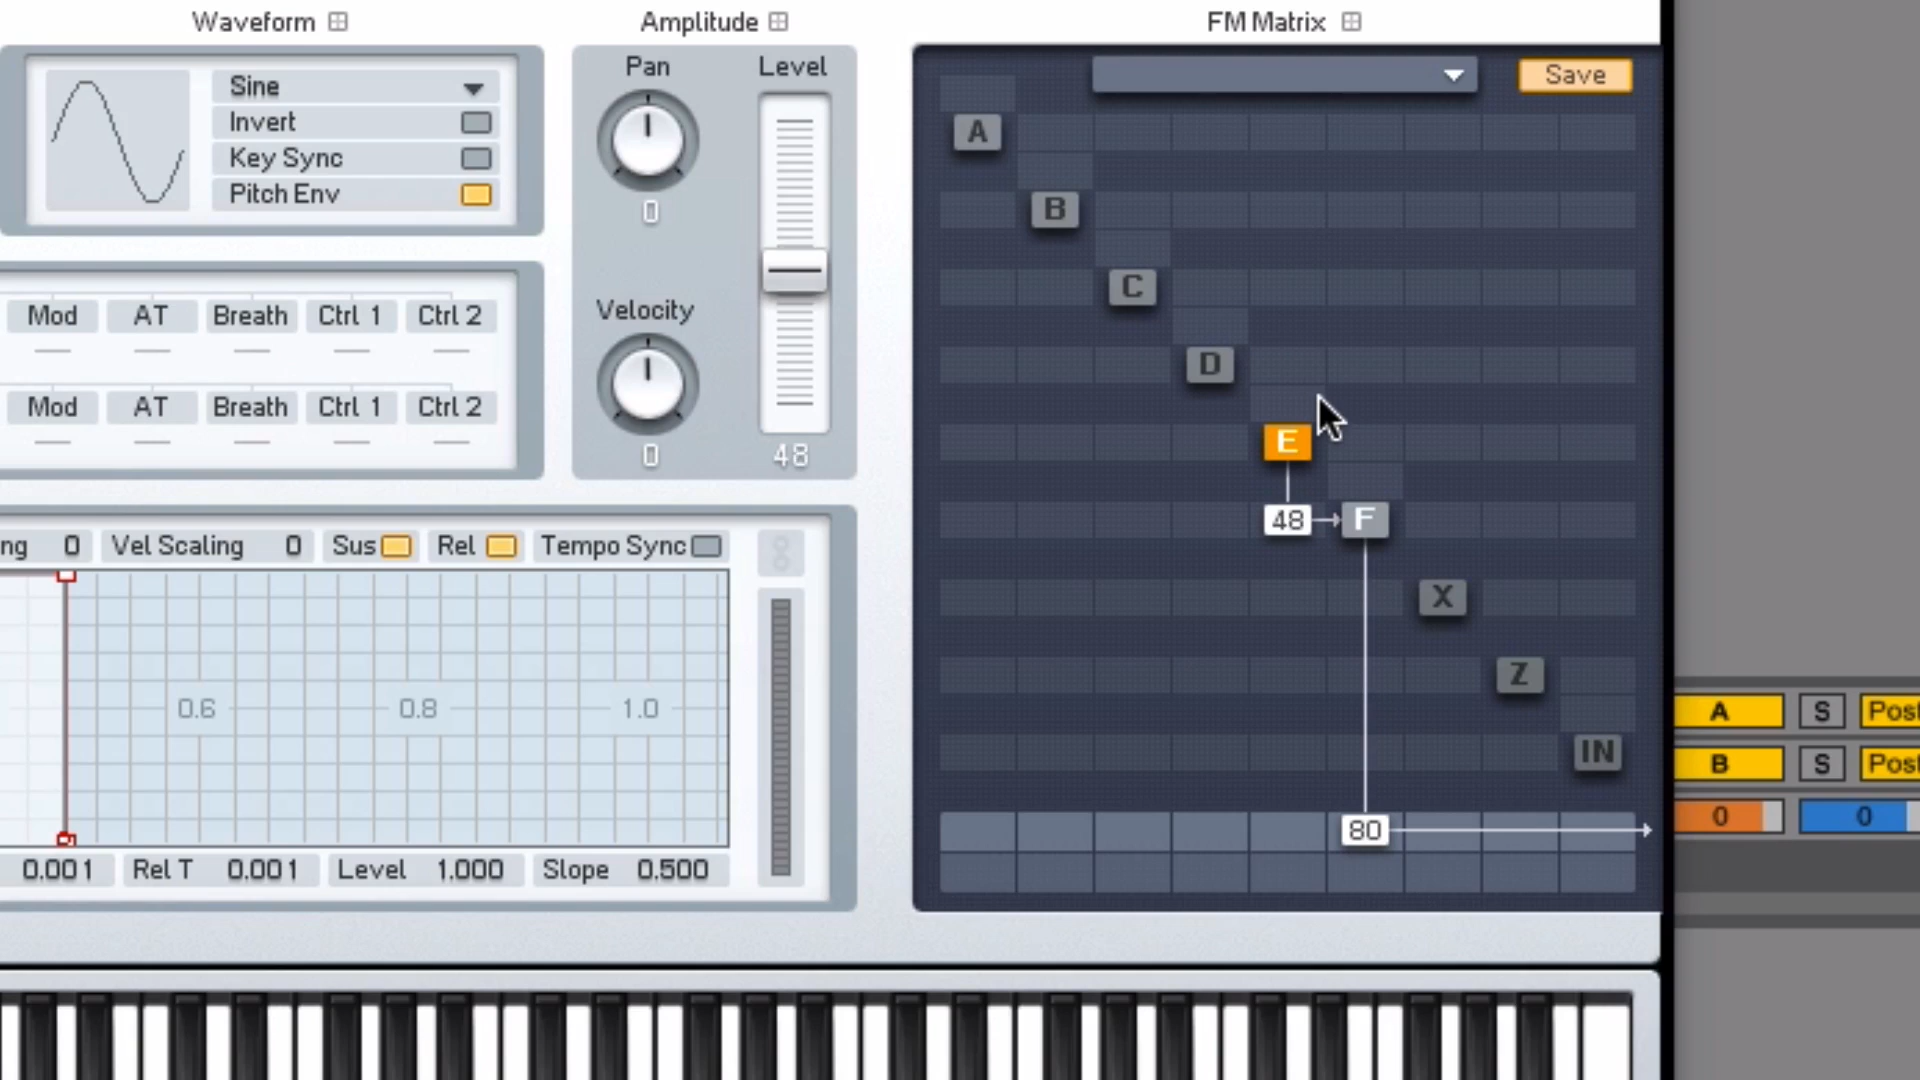 Waveform
Amplitude
FM Matrix
Sine
Invert
Key Sync
Pitch Env
Pan
0
Velocity
0
Level
48
Save
A
B
C
D
E
48 F
X
Z
IN
80
Mod AT Breath Ctrl 1 Ctrl 2
Mod AT Breath Ctrl 1 Ctrl 2
ng 0 Vel Scaling 0 Sus Rel Tempo Sync
0.6 0.8 1.0
0.001 Rel T 0.001 Level 1.000 Slope 0.500
A S Post
B S Post
0 0